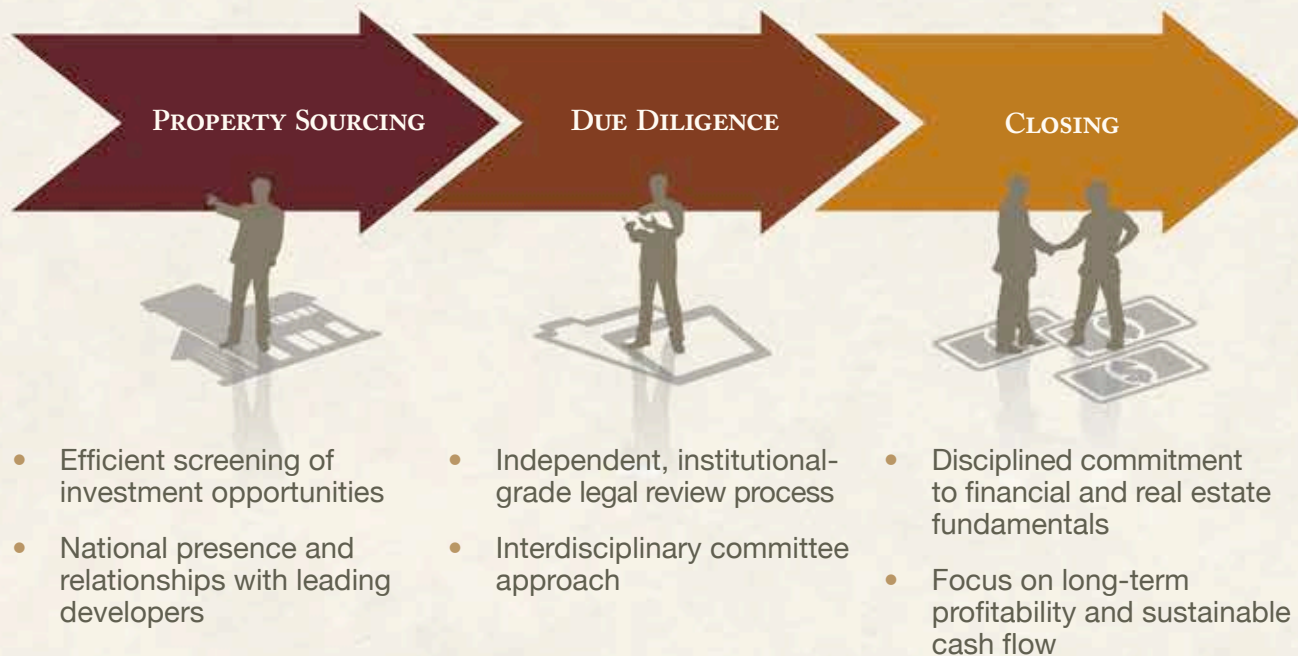 PROPERTY SOURCING
DUE DILIGENCE
CLOSING
• Efficient screening of
investment opportunities
• National presence and
relationships with leading
developers
• Independent, institutional-
grade legal review process
• Interdisciplinary committee
approach
• Disciplined commitment
to financial and real estate
fundamentals
• Focus on long-term
profitability and sustainable
cash flow